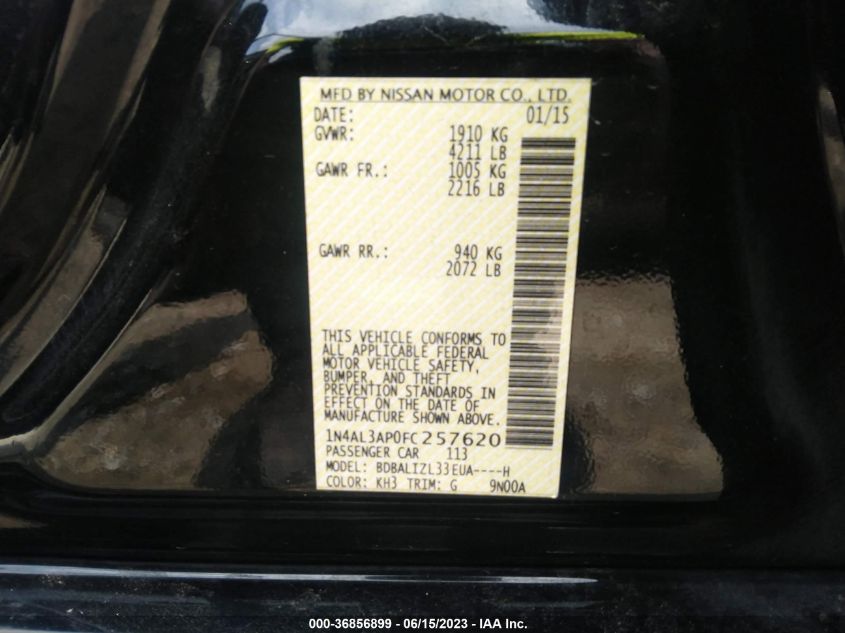 MFD BY NISSAN MOTOR CO., LTD.
DATE: 01/15
GVWR: 1910 KG
4211 LB
GAWR FR.: 1005 KG
2216 LB
GAWR RR.: 940 KG
2072 LB
THIS VEHICLE CONFORMS TO
ALL APPLICABLE FEDERAL
MOTOR VEHICLE SAFETY,
BUMPER, AND THEFT
PREVENTION STANDARDS IN
EFFECT ON THE DATE OF
MANUFACTURE SHOWN ABOVE.
1N4AL3AP0FC257620
PASSENGER CAR 113
MODEL: BDBALIZL33EUA----H
COLOR: KH3 TRIM: G 9N00A
000-36856899 - 06/15/2023 - IAA Inc.